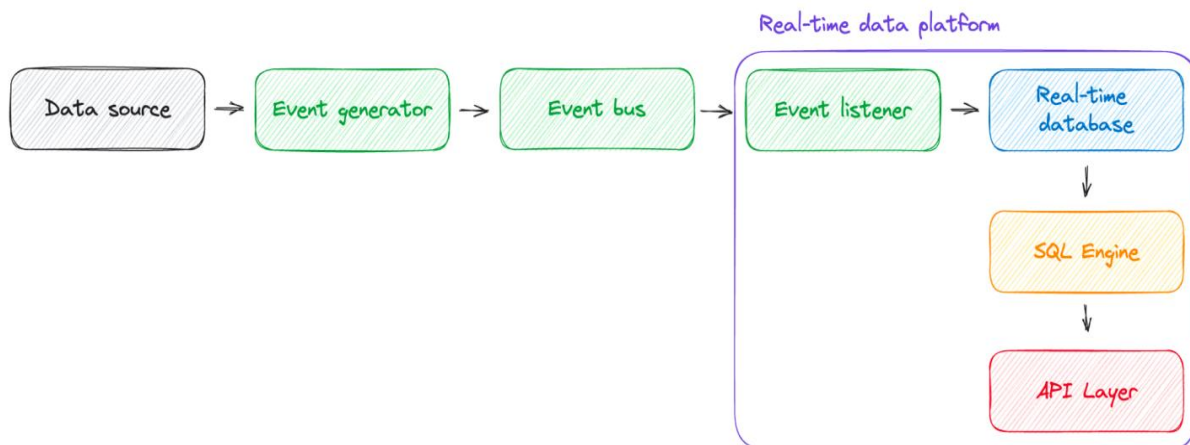 Real-time data platform
Data source
Event generator
Event bus
Event listener
Real-time
database
SQL Engine
API Layer